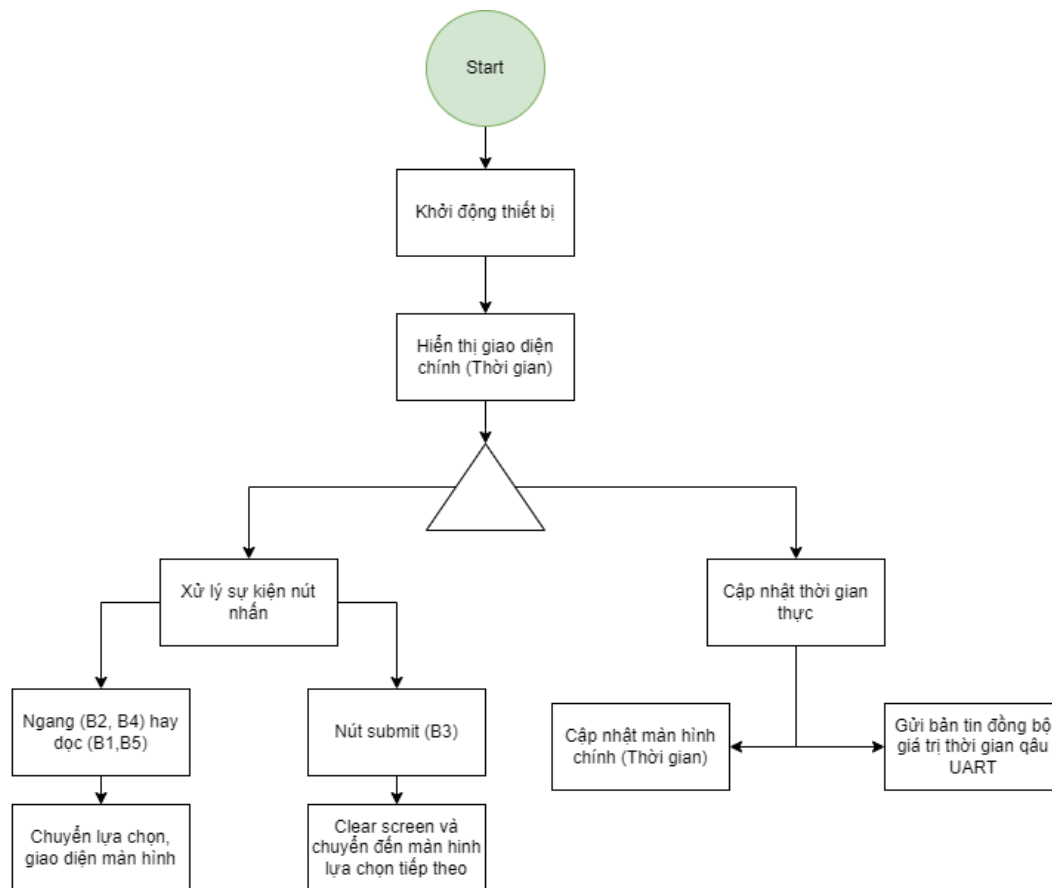 Start
Khởi động thiết bị
Hiển thị giao diện
chính (Thời gian)
Xử lý sự kiện nút
nhấn
Cập nhật thời gian
thực
Ngang (B2, B4) hay
dọc (B1,B5)
Nút submit (B3)
Cập nhật màn hình
chính (Thời gian)
Gửi bản tin đồng bộ
giá trị thời gian qâu
UART
Chuyển lựa chọn,
giao diện màn hình
Clear screen và
chuyển đến màn hinh
lựa chọn tiếp theo